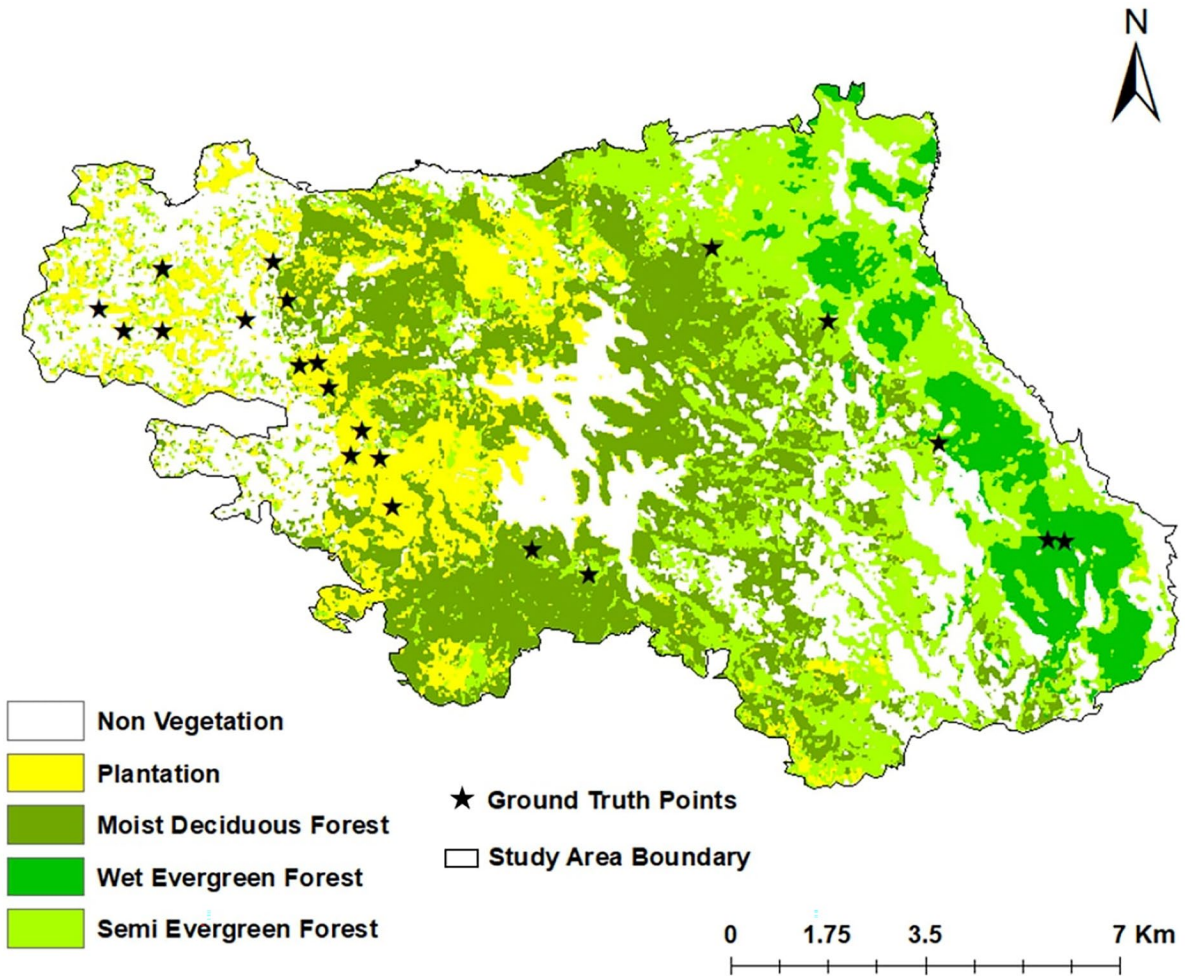 N
Non Vegetation
Plantation
Moist Deciduous Forest
Wet Evergreen Forest
Semi Evergreen Forest
Ground Truth Points
Study Area Boundary
0 1.75 3.5 7 Km